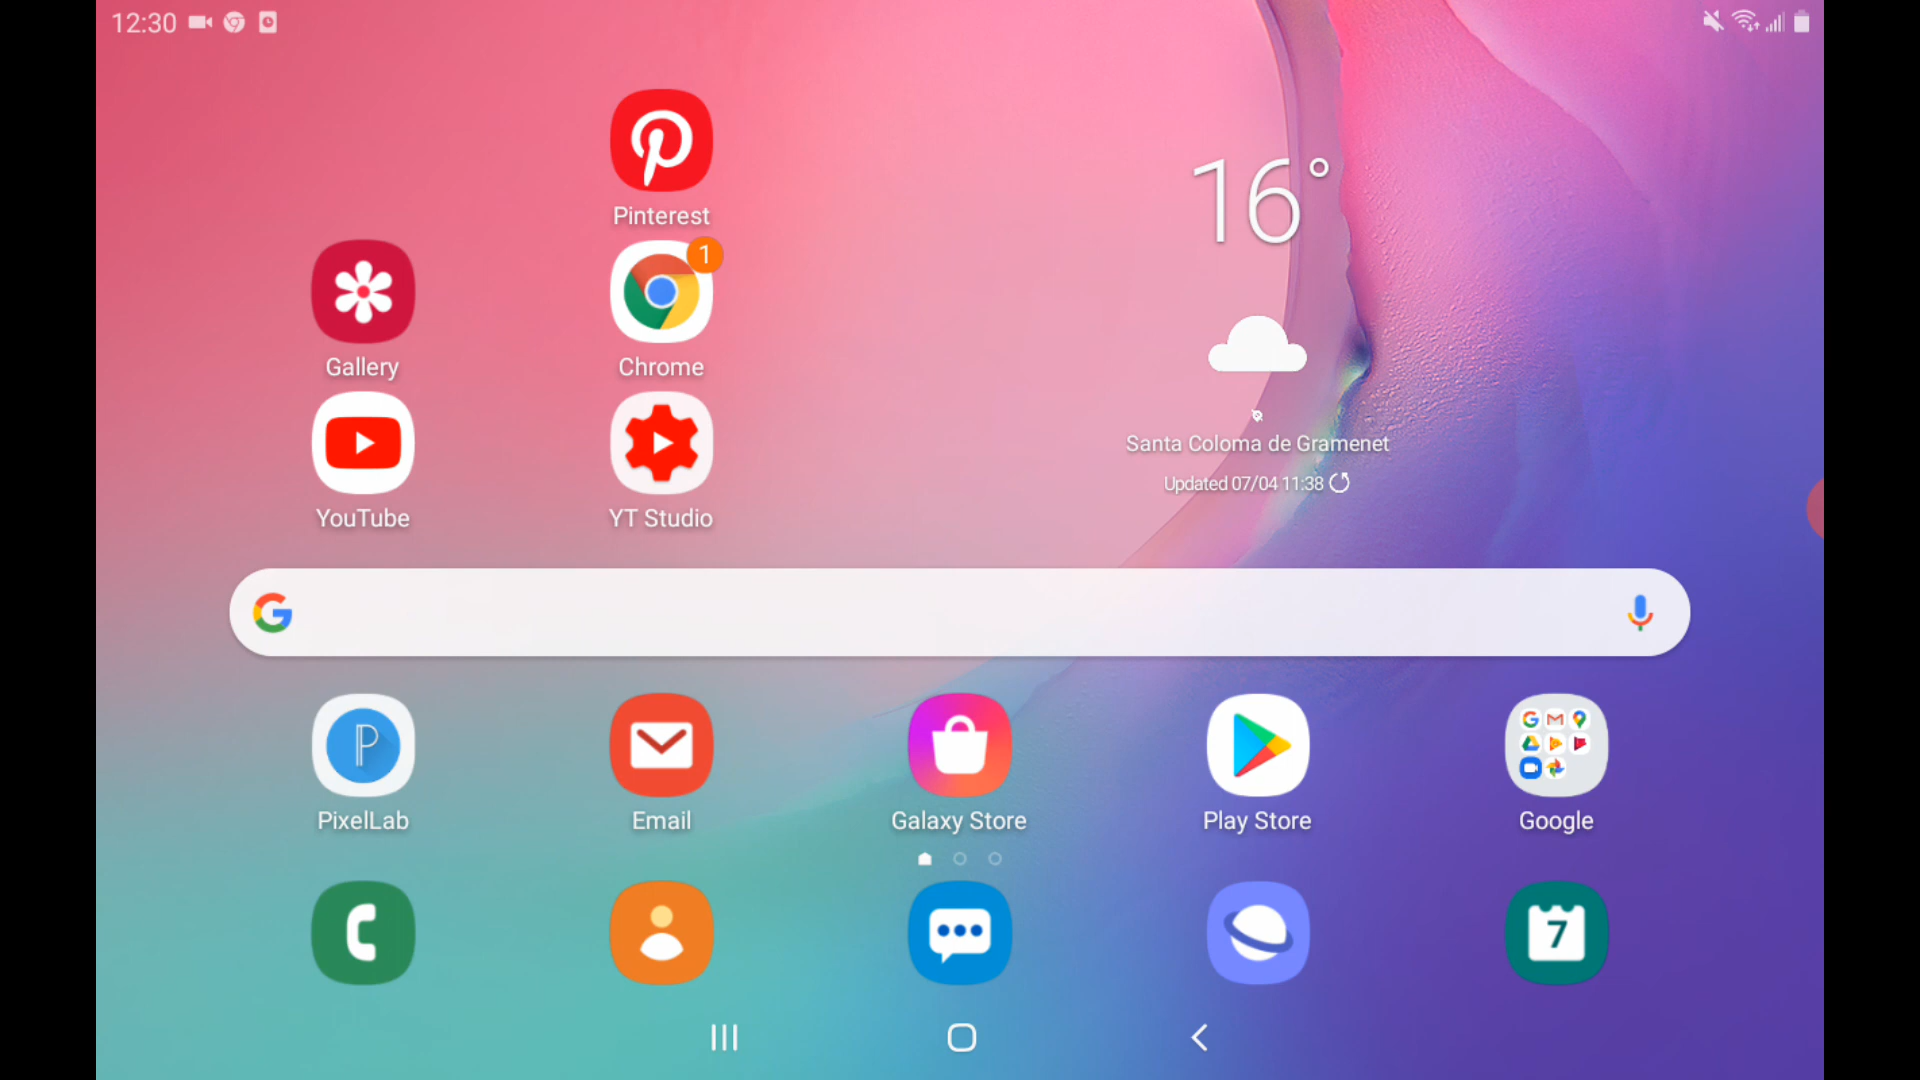 12:30
Pinterest
16°
1
Gallery
Chrome
Santa Coloma de Gramenet
Updated 07/04 11:38
YouTube
YT Studio
PixelLab
Email
Galaxy Store
Play Store
Google
7